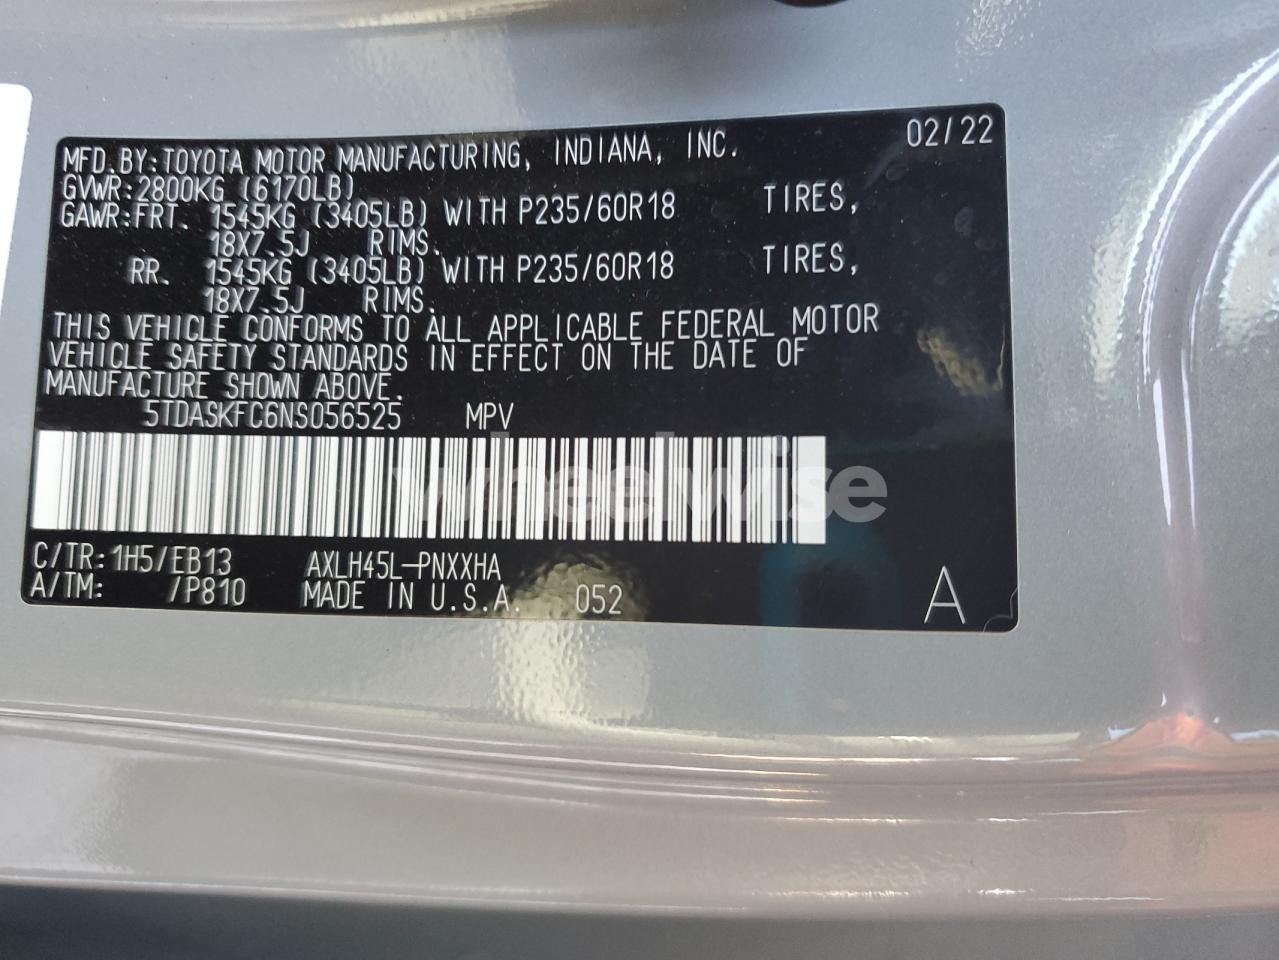 MFD.BY:TOYOTA MOTOR MANUFACTURING, INDIANA, INC. 02/22
GVWR:2800KG (6170LB)
GAWR:FRT. 1545KG (3405LB) WITH P235/60R18 TIRES,
18X7.5J RIMS.
RR. 1545KG (3405LB) WITH P235/60R18 TIRES,
18X7.5J RIMS.
THIS VEHICLE CONFORMS TO ALL APPLICABLE FEDERAL MOTOR
VEHICLE SAFETY STANDARDS IN EFFECT ON THE DATE OF
MANUFACTURE SHOWN ABOVE.
5TDASKFC6NS056525 MPV
wheelwise
C/TR:1H5/EB13 AXLH45L-PNXXHA
A/TM: /P810 MADE IN U.S.A. 052 A